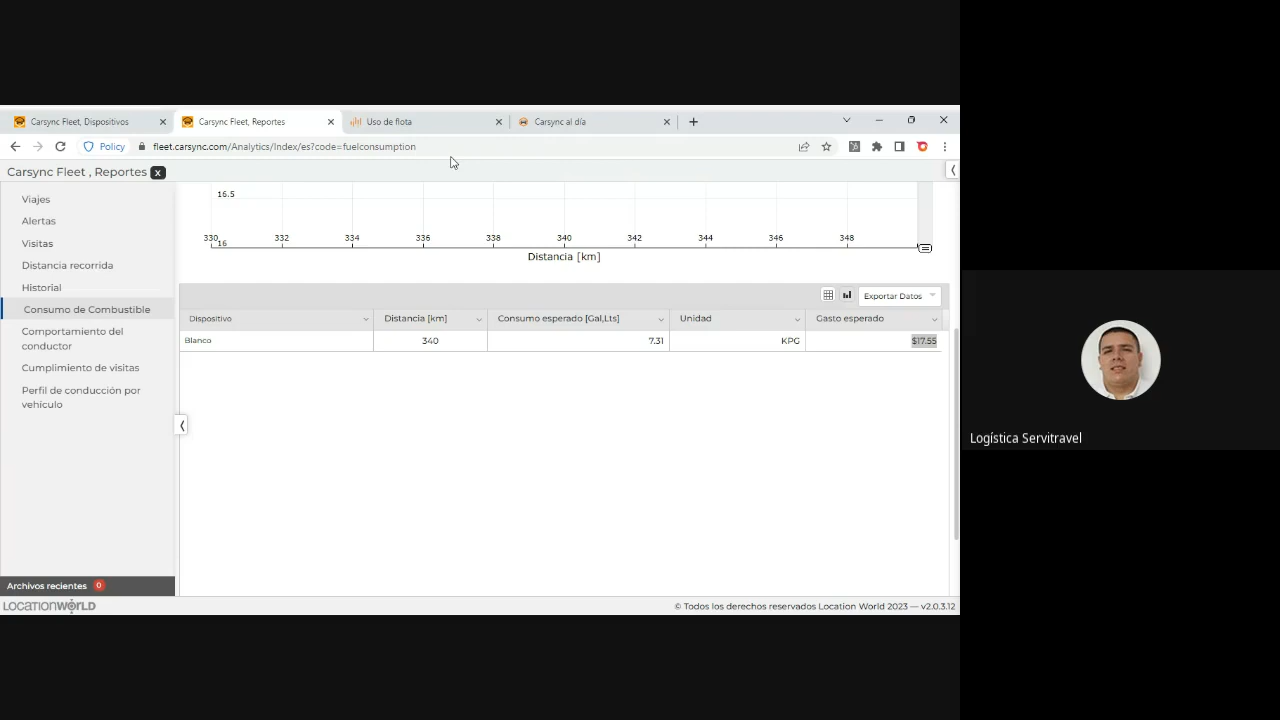 Carsync Fleet, Dispositivos
Carsync Fleet, Reportes
Uso de flota
Carsync al día
Policy
fleet.carsync.com/Analytics/Index/es?code=fuelconsumption
Carsync Fleet , Reportes x
Viajes
Alertas
Visitas
Distancia recorrida
Historial
Consumo de Combustible
Comportamiento del
conductor
Cumplimiento de visitas
Perfil de conducción por
vehículo
Archivos recientes 0
16.5
16
330 332 334 336 338 340 342 344 346 348
Distancia [km]
Exportar Datos
Dispositivo Distancia [km] Consumo esperado [Gal,Lts] Unidad Gasto esperado
Blanco 340 7.31 KPG $17.55
LOCATIONWORLD
© Todos los derechos reservados Location World 2023 — v2.0.3.12
Logística Servitravel